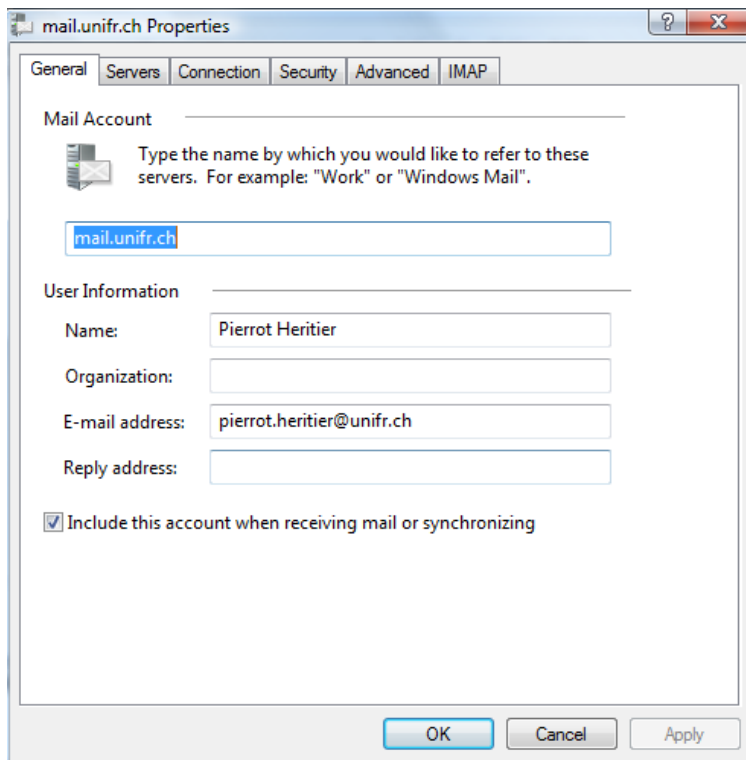 mail.unifr.ch Properties
General Servers Connection Security Advanced IMAP
Mail Account
Type the name by which you would like to refer to these
servers. For example: "Work" or "Windows Mail".
mail.unifr.ch
User Information
Name: Pierrot Heritier
Organization:
E-mail address: pierrot.heritier@unifr.ch
Reply address:
Include this account when receiving mail or synchronizing
OK Cancel Apply